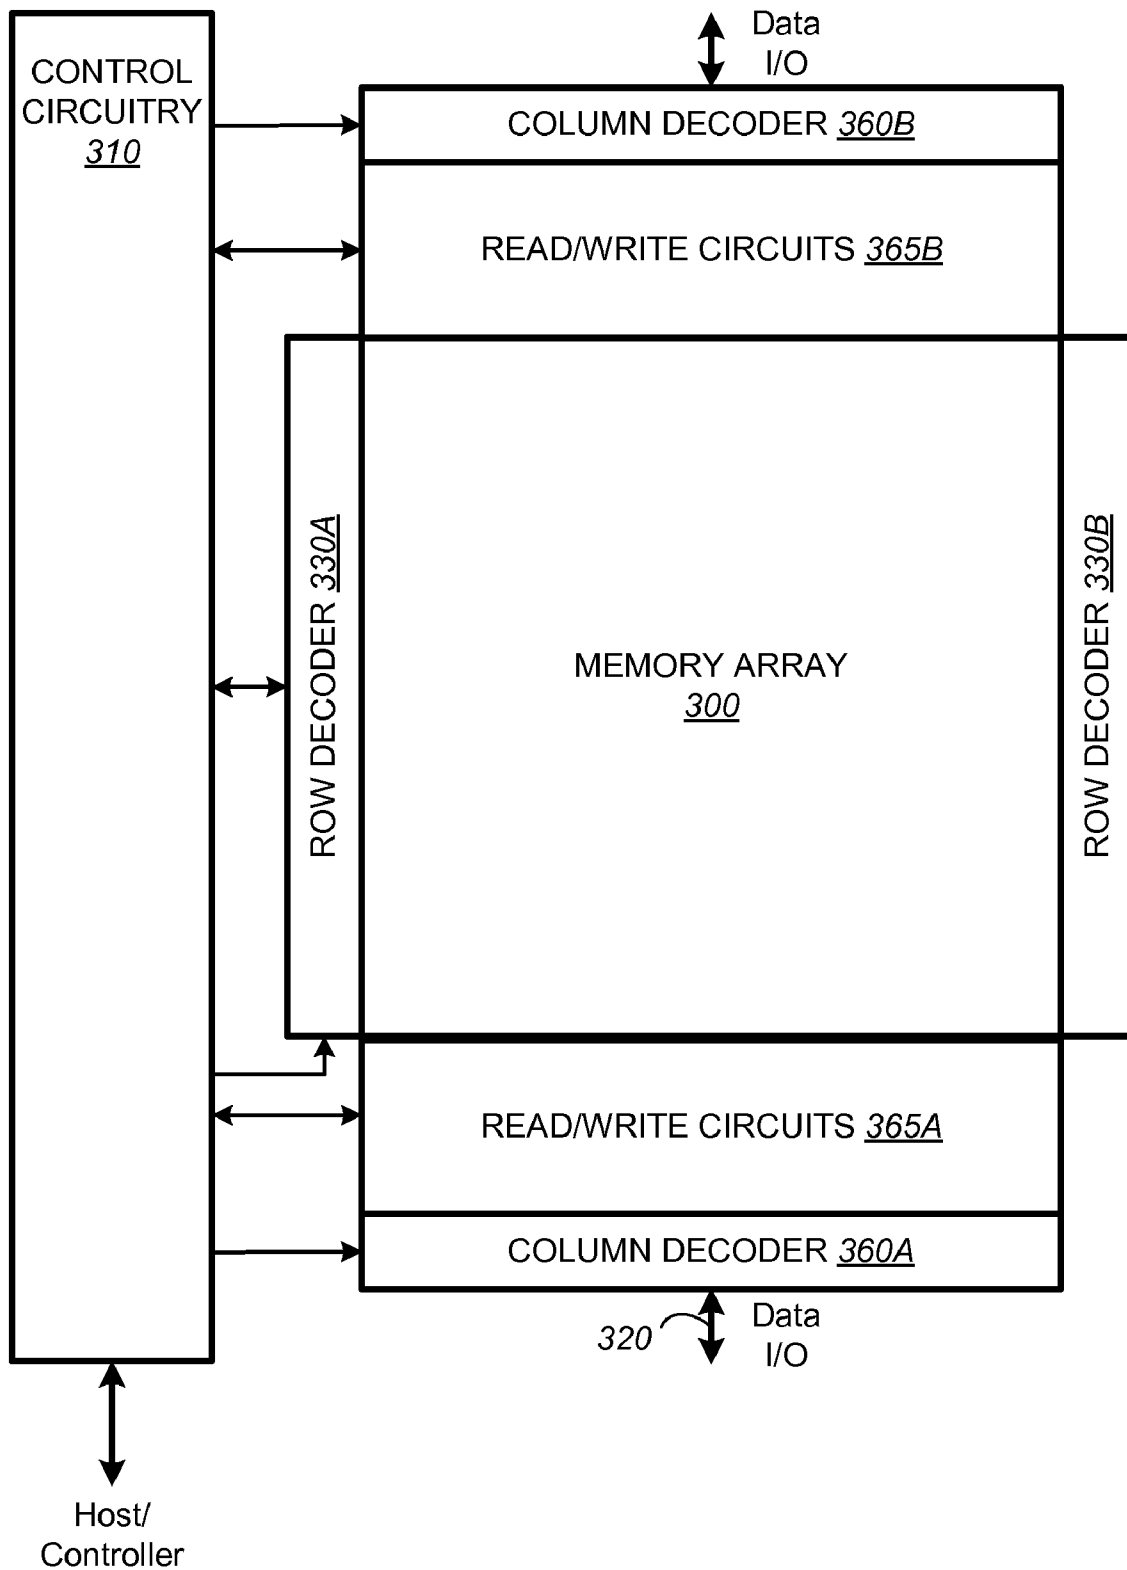 Data
I/O
CONTROL
CIRCUITRY
310
COLUMN DECODER 360B
READ/WRITE CIRCUITS 365B
ROW DECODER 330A
MEMORY ARRAY
300
ROW DECODER 330B
READ/WRITE CIRCUITS 365A
COLUMN DECODER 360A
320
Data
I/O
Host/
Controller